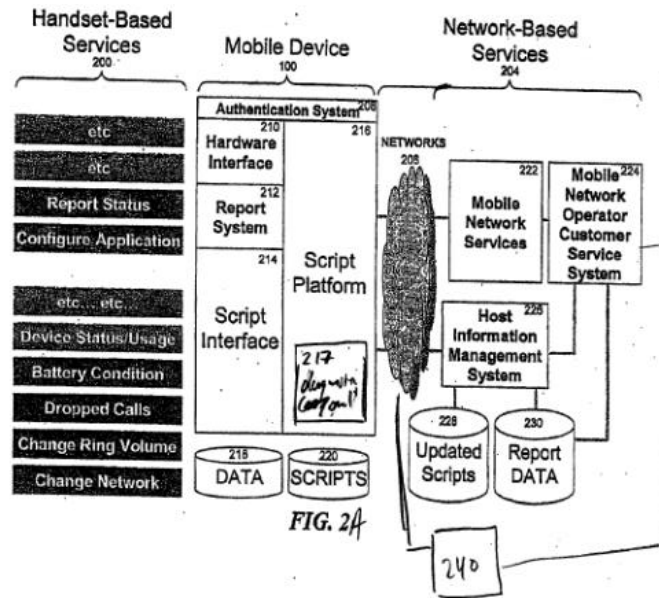 Handset-Based
Services
200
Mobile Device
100
Network-Based
Services
204
etc
etc
Report Status
Configure Application
etc....etc.
Device Status/Usage
Battery Condition
Dropped Calls
Change Ring Volume
Change Network
Authentication System
210
Hardware
Interface
212
Report
System
214
Script
Interface
216
Script
Platform
217
218
DATA
220
SCRIPTS
NETWORKS
222
Mobile
Network
Services
224
Mobile
Network
Operator
Customer
Service
System
Host
Information
Management
System
228
Updated
Scripts
230
Report
DATA
FIG. 2A
240